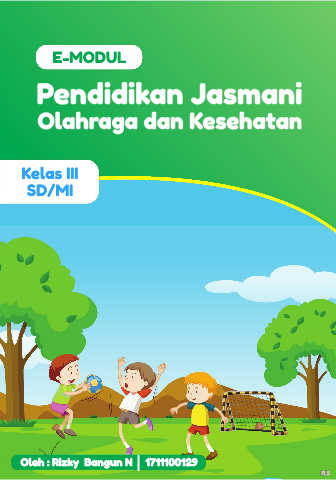 E-MODUL
Pendidikan Jasmani
Olahraga dan Kesehatan
Kelas III
SD/MI
Oleh : Rizky Bangun N | 1711100129